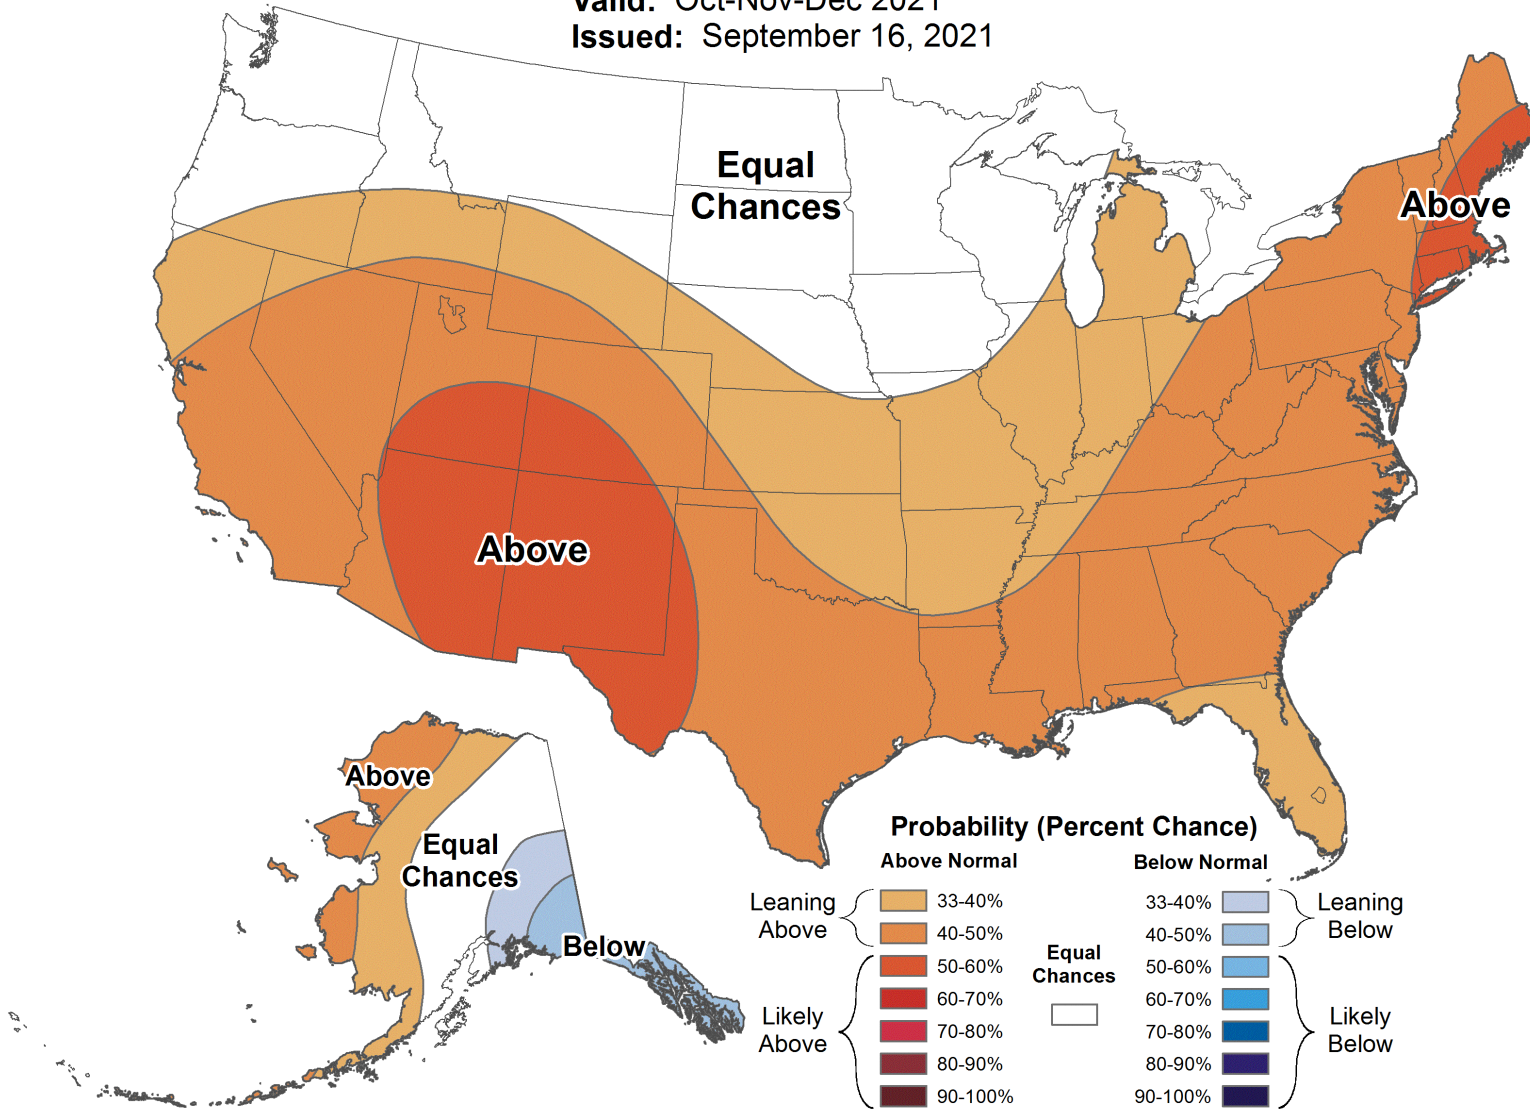 Valid: Oct-Nov-Dec 2021
Issued: September 16, 2021
Equal
Chances
Above
Above
Above
Equal
Chances
Below
Probability (Percent Chance)
Above Normal
Below Normal
Leaning
Above
33-40%
40-50%
Likely
Above
50-60%
60-70%
70-80%
80-90%
90-100%
Equal
Chances
33-40%
40-50%
Leaning
Below
50-60%
60-70%
70-80%
80-90%
90-100%
Likely
Below